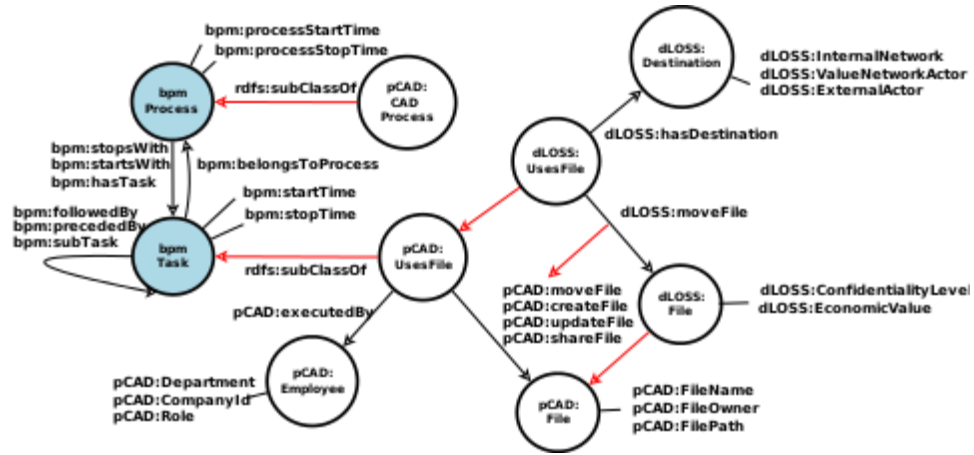 bpm:processStartTime
bpm:processStopTime
bpm
Process
rdfs:subClassOf
pCAD:
CAD
Process
dLOSS:
Destination
dLOSS:InternalNetwork
dLOSS:ValueNetworkActor
dLOSS:ExternalActor
dLOSS:hasDestination
bpm:stopsWith
bpm:startsWith
bpm:hasTask
bpm:belongsToProcess
dLOSS:
UsesFile
bpm:startTime
bpm:stopTime
bpm:followedBy
bpm:precededBy
bpm:subTask
bpm
Task
rdfs:subClassOf
pCAD:
UsesFile
dLOSS:moveFile
pCAD:moveFile
pCAD:createFile
pCAD:updateFile
pCAD:shareFile
dLOSS:
File
dLOSS:ConfidentialityLevel
dLOSS:EconomicValue
pCAD:executedBy
pCAD:
Employee
pCAD:Department
pCAD:CompanyId
pCAD:Role
pCAD:
File
pCAD:FileName
pCAD:FileOwner
pCAD:FilePath